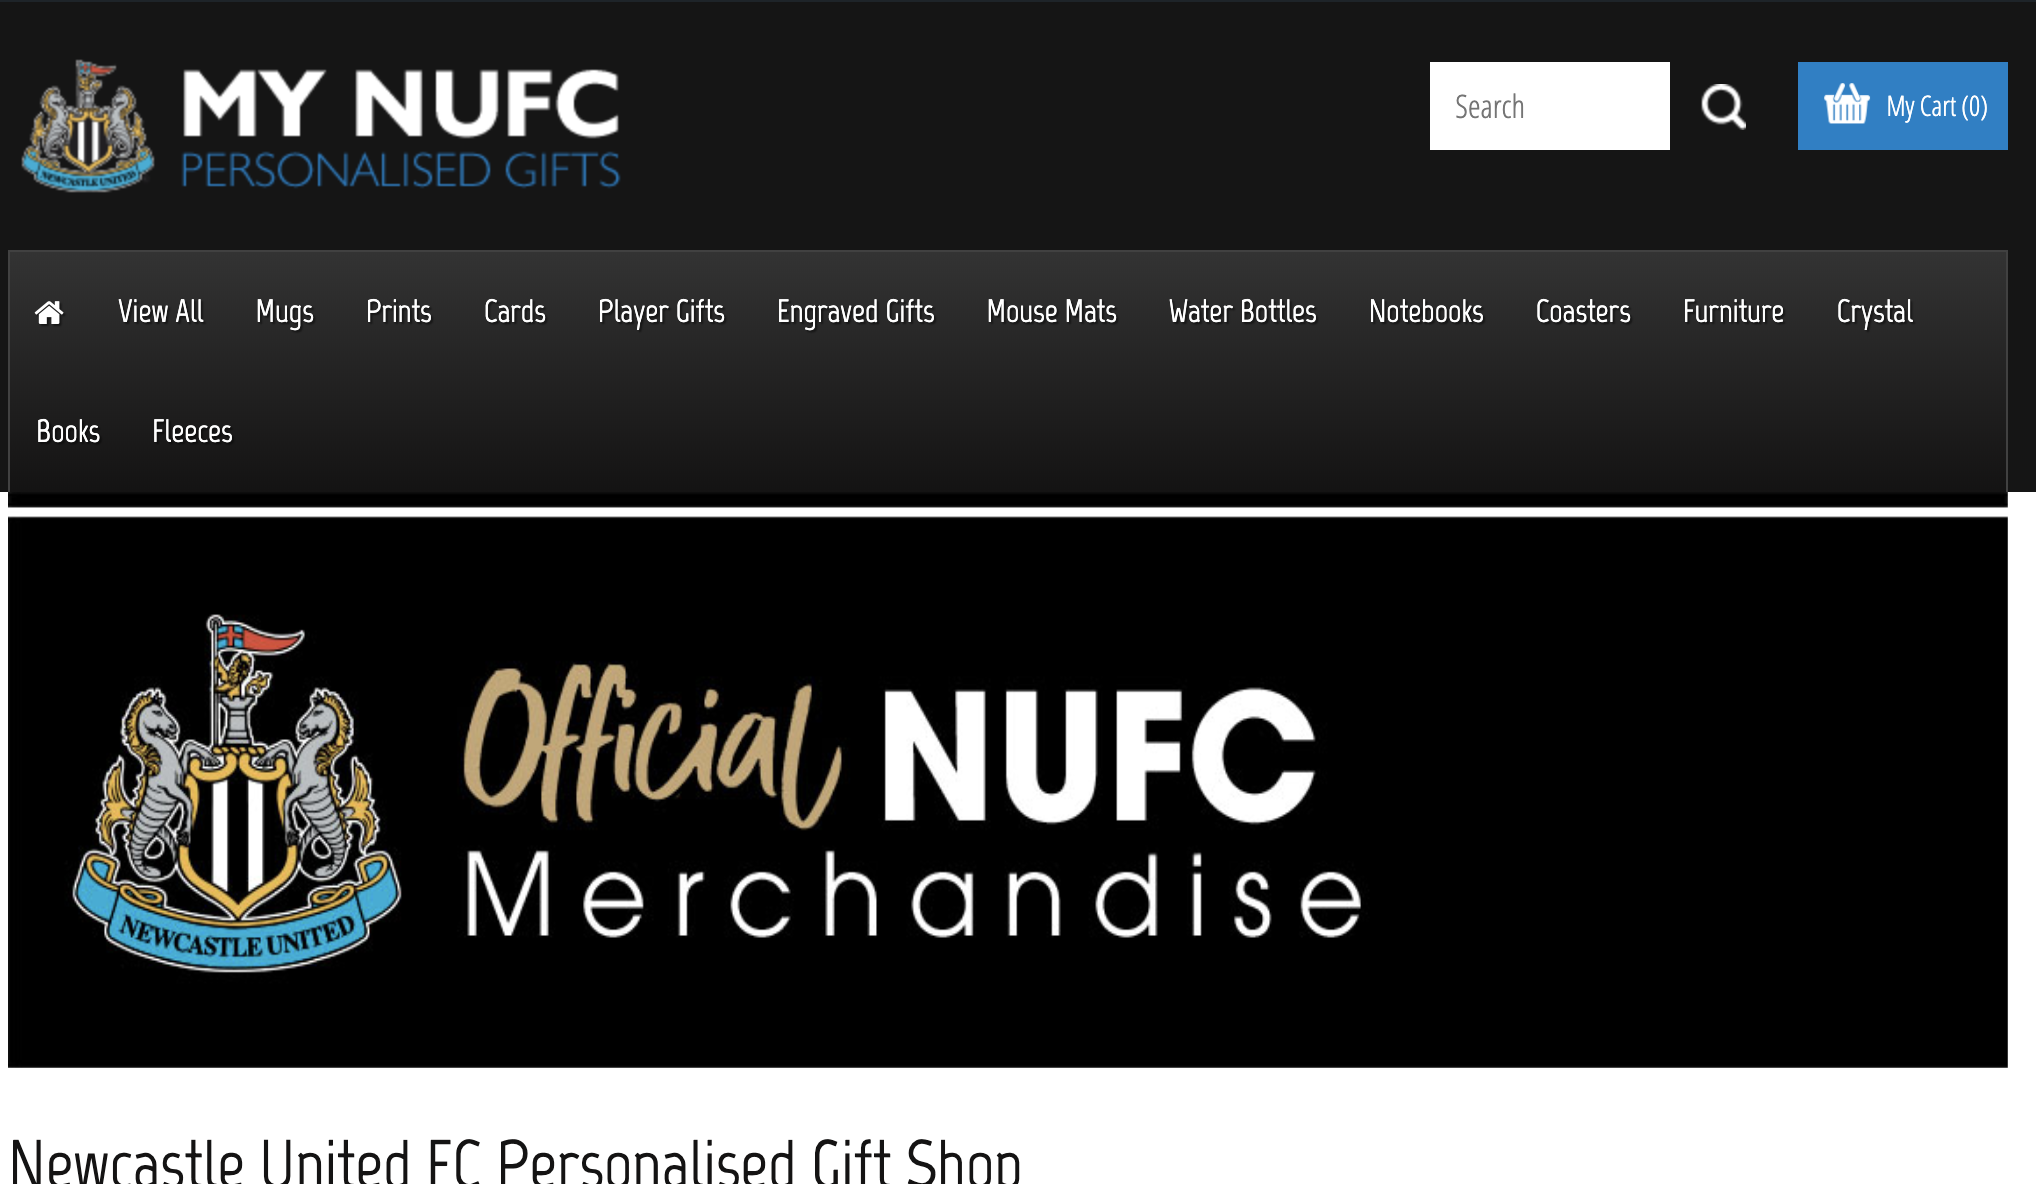 MY NUFC
PERSONALISED GIFTS
NEWCASTLE UNITED
Search
My Cart (0)
View All Mugs Prints Cards Player Gifts Engraved Gifts Mouse Mats Water Bottles Notebooks Coasters Furniture Crystal
Books Fleeces
Official NUFC
Merchandise
NEWCASTLE UNITED
Newcastle United FC Personalised Gift Shop